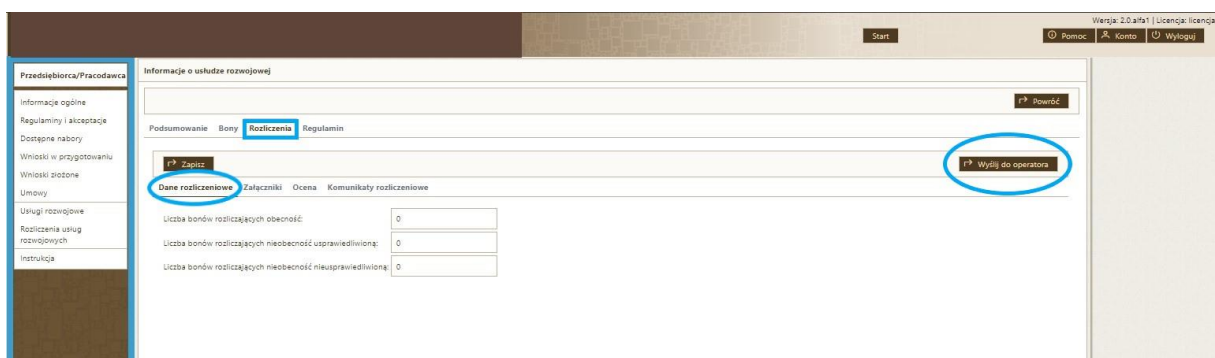 Wersja: 2.0.alfa1 | Licencja: licencja
Start
Pomoc Konto Wyloguj
Przedsiębiorca/Pracodawca
Informacje ogólne
Regulaminy i akceptacje
Dostępne nabory
Wnioski w przygotowaniu
Wnioski złożone
Umowy
Usługi rozwojowe
Rozliczenia usług
rozwojowych
Instrukcja
Informacje o usłudze rozwojowej
Powróć
Podsumowanie Bony Rozliczenia Regulamin
Zapisz Wyślij do operatora
Dane rozliczeniowe Załączniki Ocena Komunikaty rozliczeniowe
Liczba bonów rozliczających obecność: 0
Liczba bonów rozliczających nieobecność usprawiedliwioną: 0
Liczba bonów rozliczających nieobecność nieusprawiedliwioną: 0